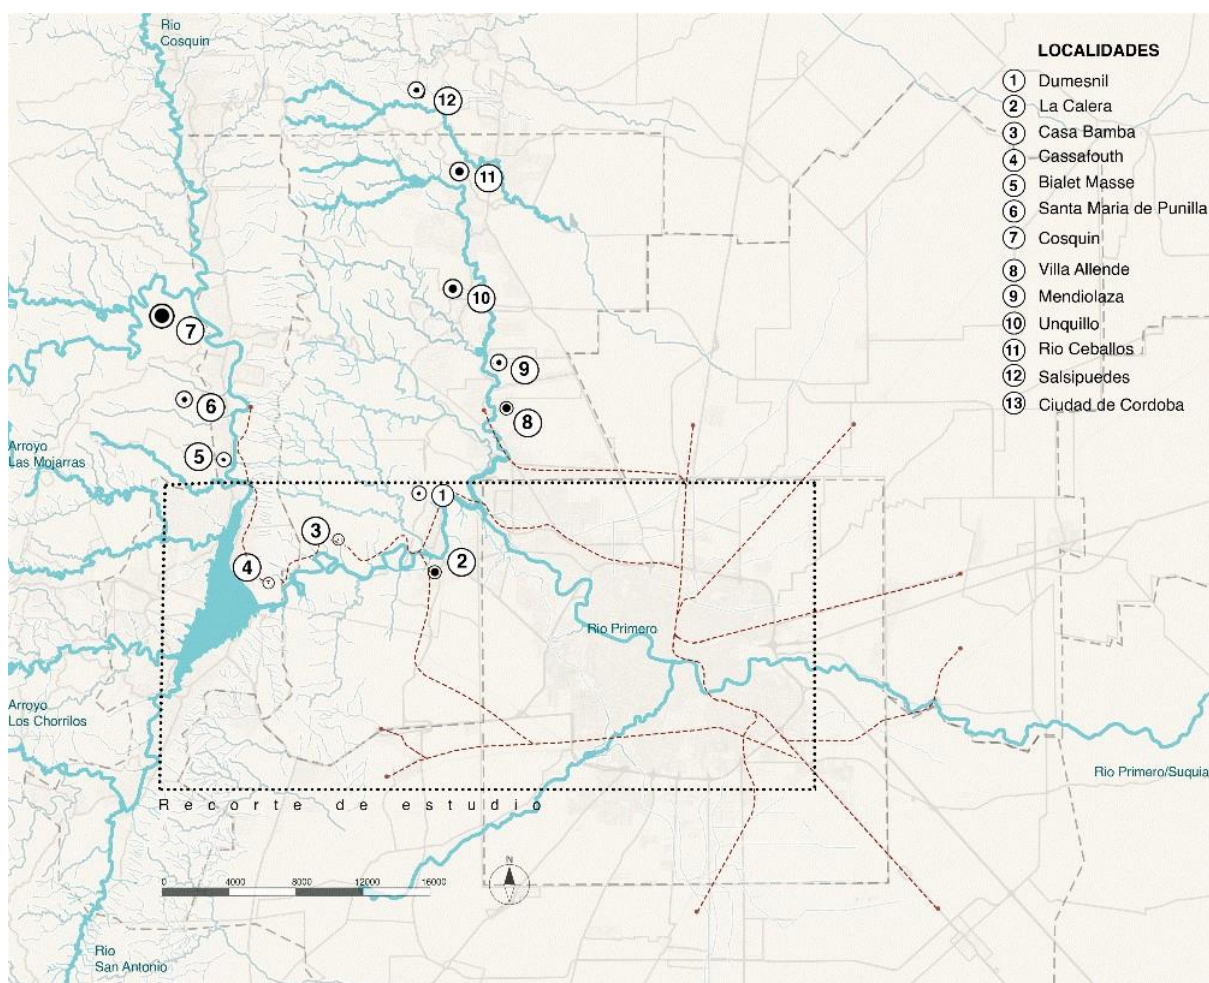 Rio
Cosquin
LOCALIDADES
1 Dumesnil
2 La Calera
3 Casa Bamba
4 Cassafouth
5 Bialet Masse
6 Santa Maria de Punilla
7 Cosquin
8 Villa Allende
9 Mendiolaza
10 Unquillo
11 Rio Ceballos
12 Salsipuedes
13 Ciudad de Cordoba
12
11
10
7
9
6
8
Arroyo
Las Mojarras
5
1
3
2
4
Rio Primero
Arroyo
Los Chorrilos
Rio Primero/Suquia
Recorte de estudio
N
0 4000 8000 12000 16000
Rio
San Antonio